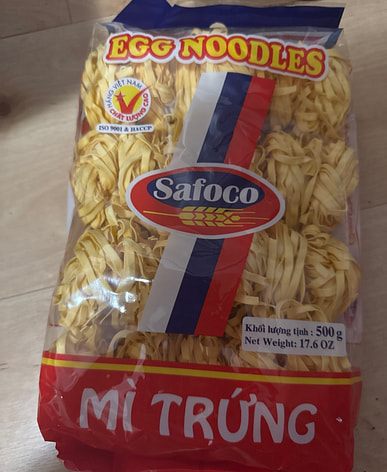 EGG NOODLES
HÀNG VIỆT NAM
CHẤT LƯỢNG CAO
ISO 9001 & HACCP
Safoco
Khối lượng tịnh : 500 g
Net Weight: 17.6 OZ
MÌ TRỨNG